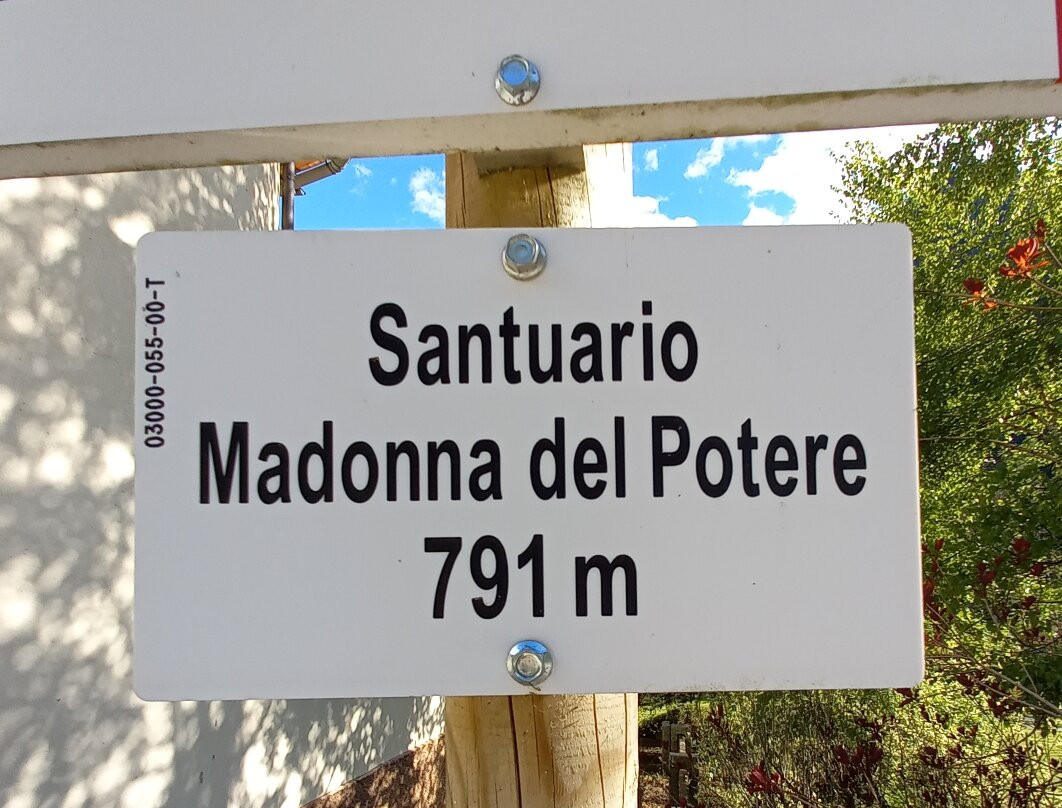 03000-055-00-T
Santuario
Madonna del Potere
791 m